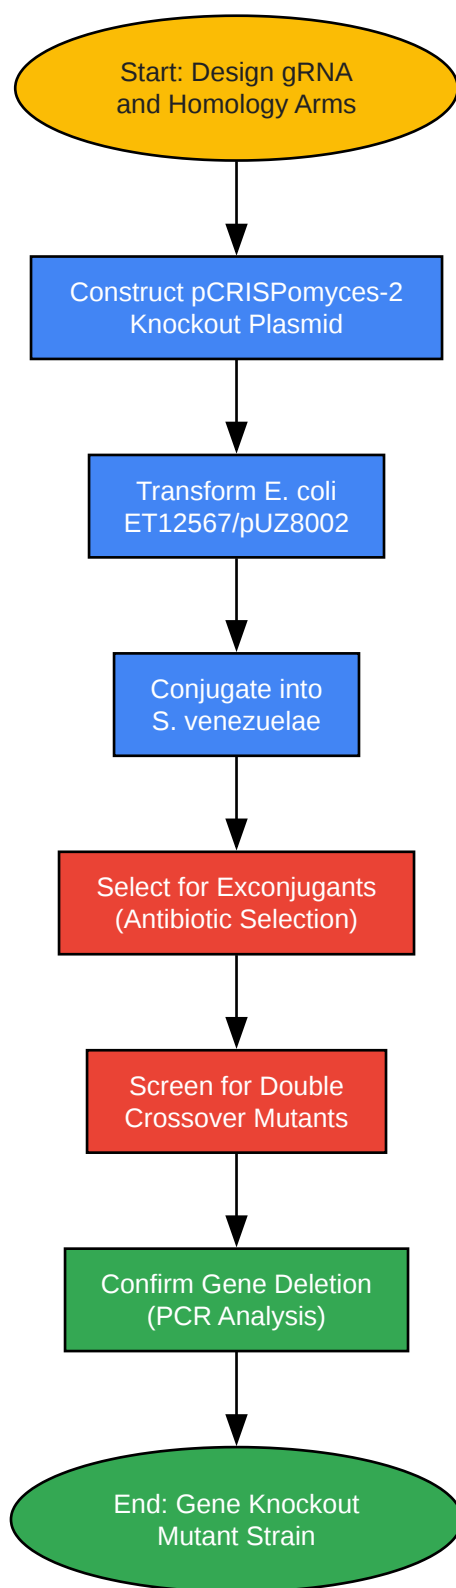 Start: Design gRNA
and Homology Arms
Construct pCRISPomyces-2
Knockout Plasmid
Transform E. coli
ET12567/pUZ8002
Conjugate into
S. venezuelae
Select for Exconjugants
(Antibiotic Selection)
Screen for Double
Crossover Mutants
Confirm Gene Deletion
(PCR Analysis)
End: Gene Knockout
Mutant Strain